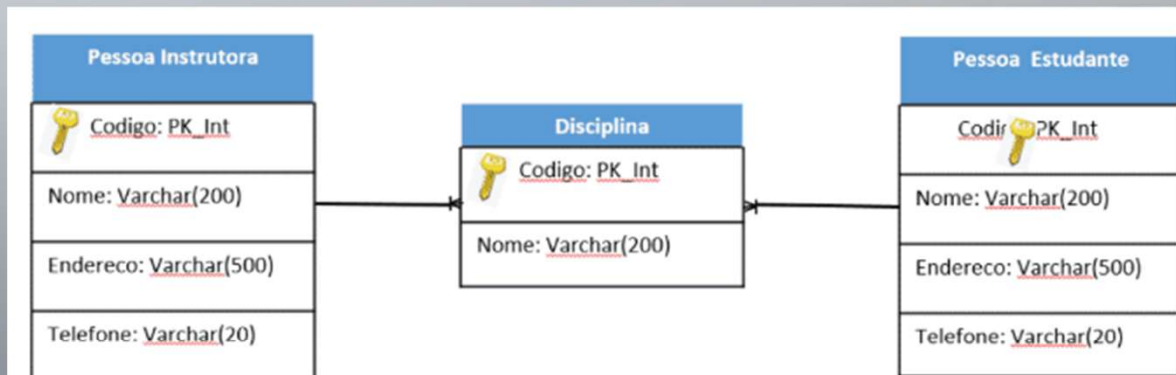 Pessoa Instrutora
Codigo: PK_Int
Nome: Varchar(200)
Endereco: Varchar(500)
Telefone: Varchar(20)
Disciplina
Codigo: PK_Int
Nome: Varchar(200)
Pessoa Estudante
PK_Int
Nome: Varchar(200)
Endereco: Varchar(500)
Telefone: Varchar(20)